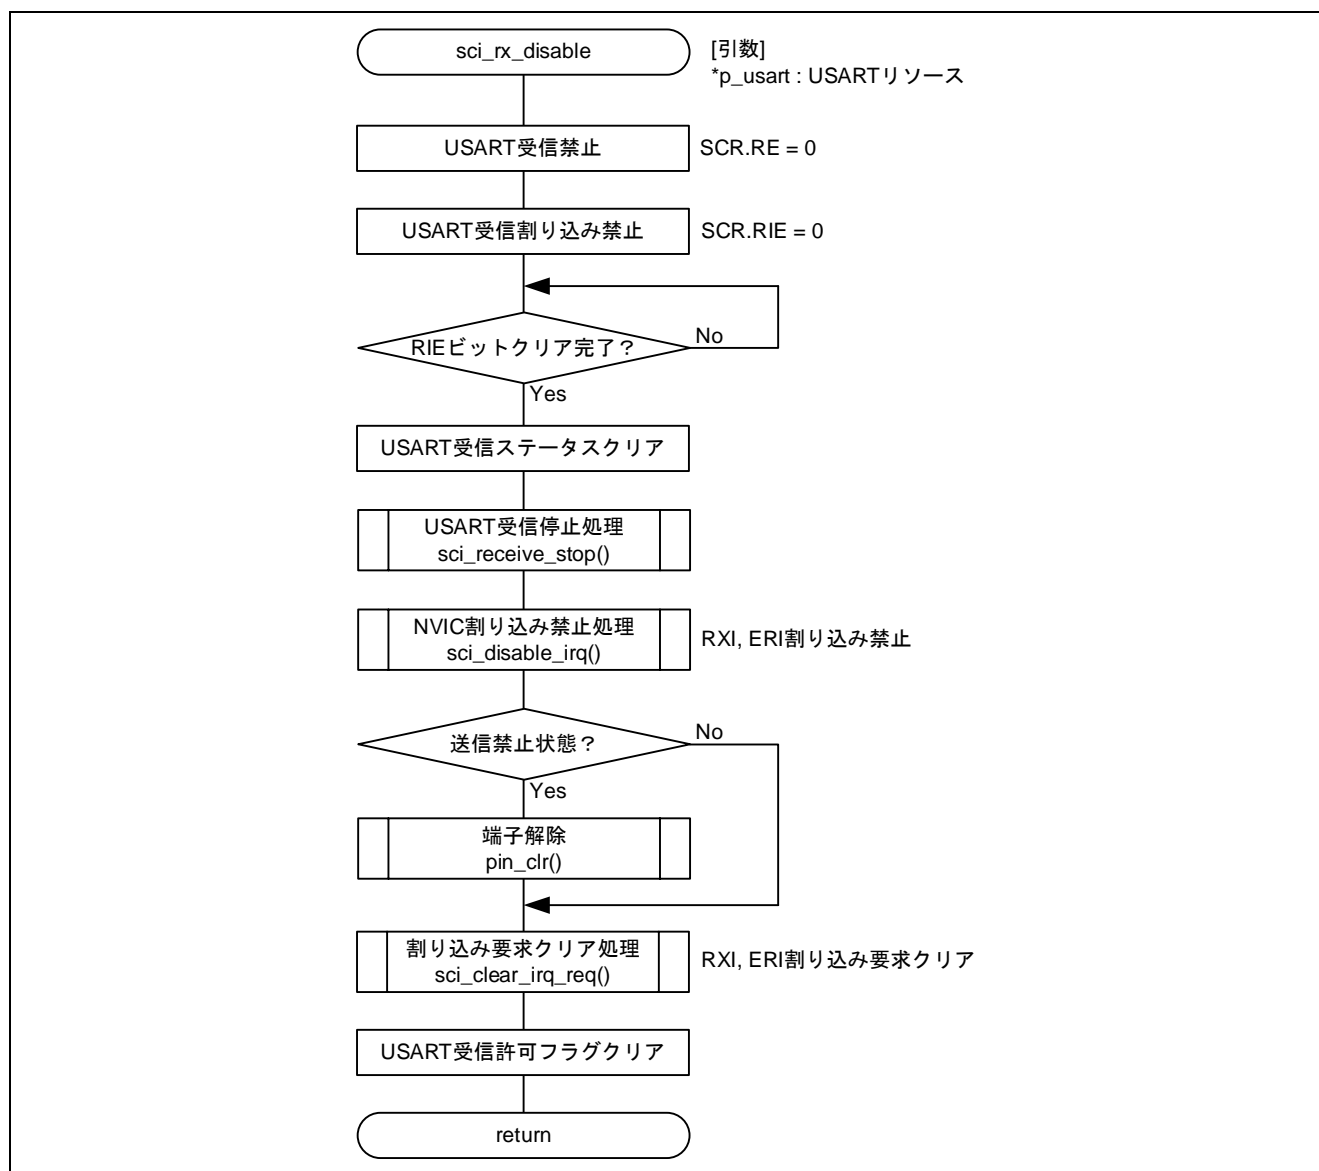 sci_rx_disable
[引数]
*p_usart : USARTリソース
USART受信禁止
SCR.RE = 0
USART受信割り込み禁止
SCR.RIE = 0
RIEビットクリア完了？
No
Yes
USART受信ステータスクリア
USART受信停止処理
sci_receive_stop()
NVIC割り込み禁止処理
sci_disable_irq()
RXI, ERI割り込み禁止
送信禁止状態？
No
Yes
端子解除
pin_clr()
割り込み要求クリア処理
sci_clear_irq_req()
RXI, ERI割り込み要求クリア
USART受信許可フラグクリア
return